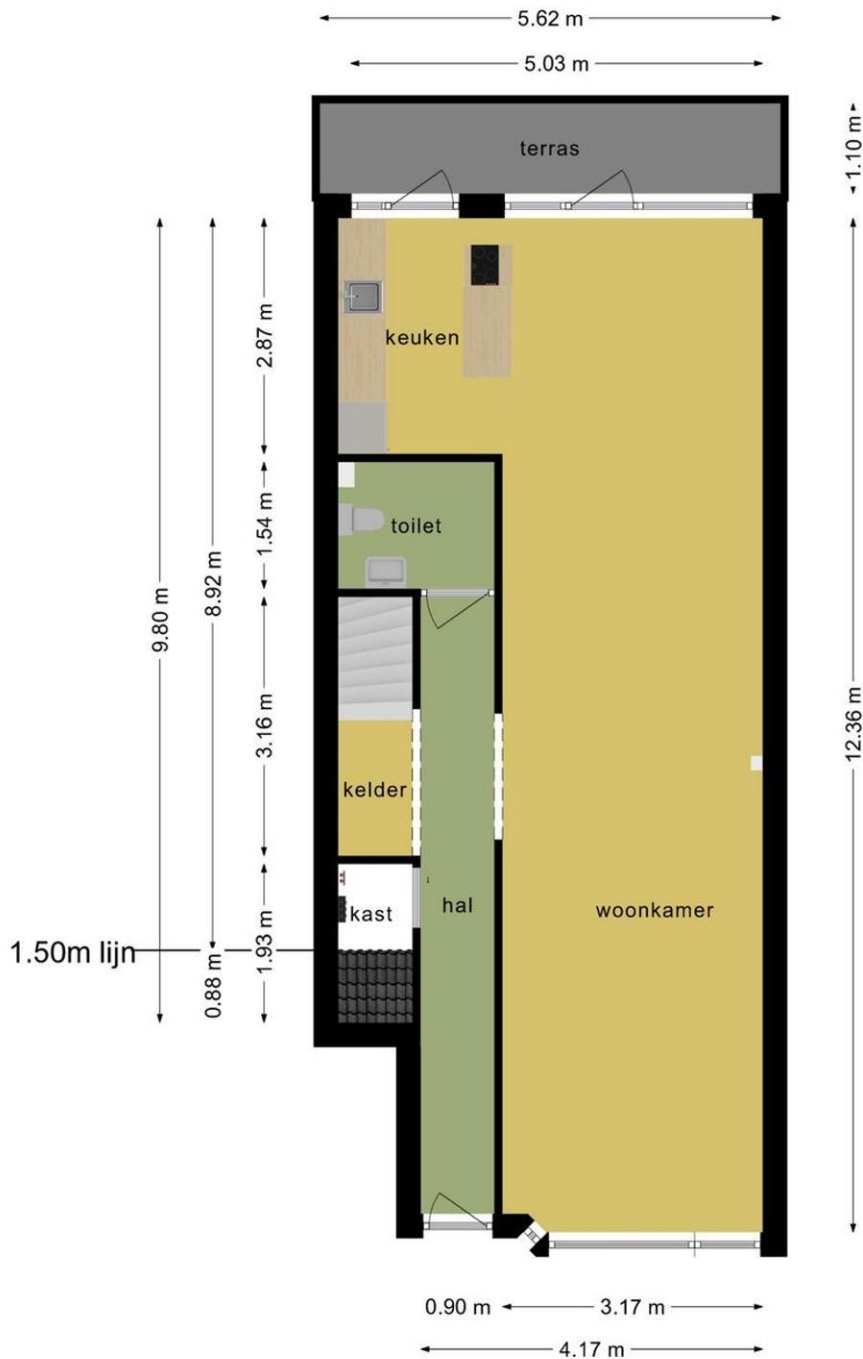 5.62 m
5.03 m
terras
1.10 m
keuken
2.87 m
toilet
1.54 m
8.92 m
9.80 m
3.16 m
12.36 m
kelder
kast
hal
woonkamer
1.93 m
1.50m lijn
0.88 m
0.90 m
3.17 m
4.17 m